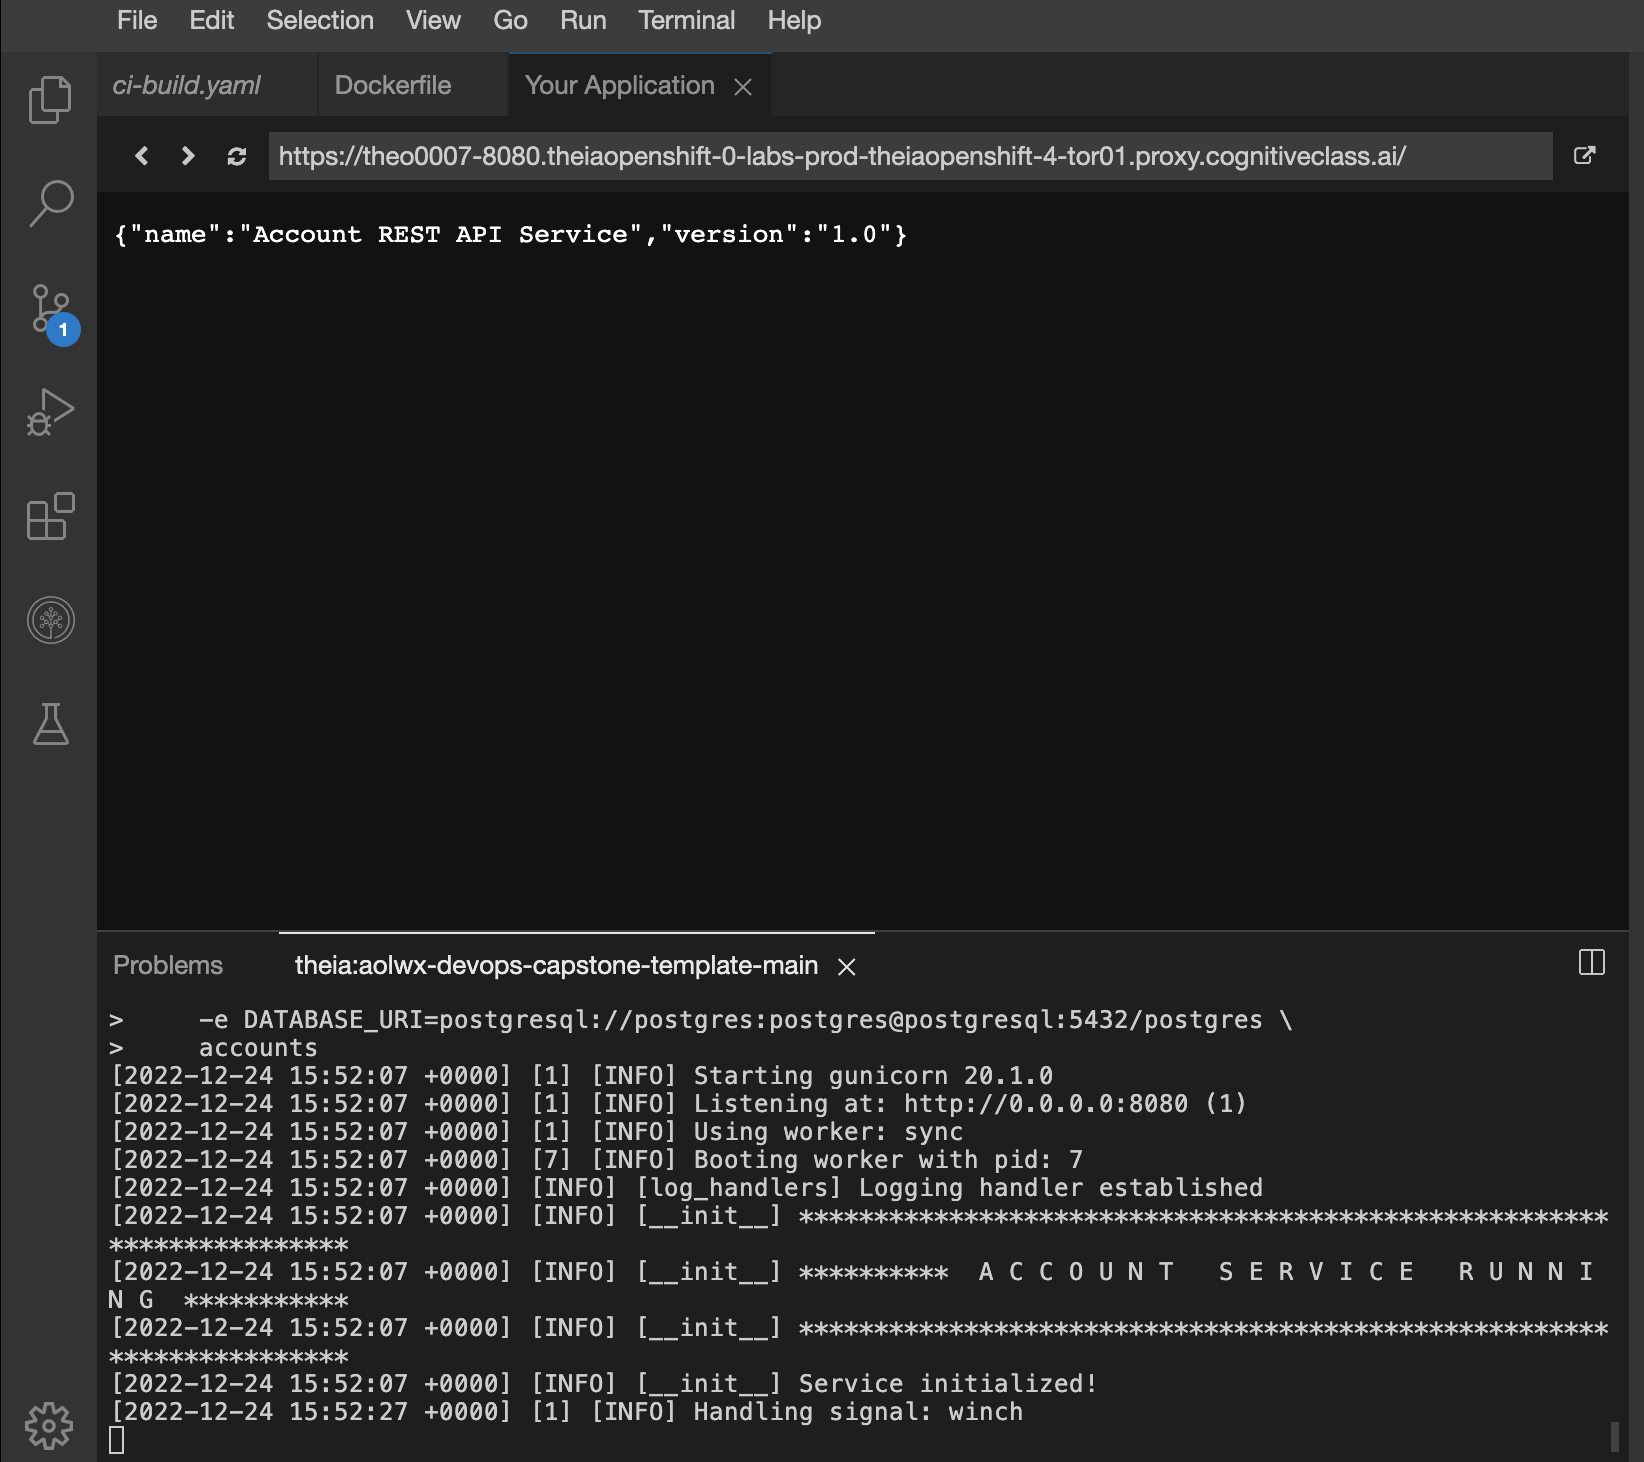 File Edit Selection View Go Run Terminal Help
ci-build.yaml Dockerfile Your Application
https://theo0007-8080.theiaopenshift-0-labs-prod-theiaopenshift-4-tor01.proxy.cognitiveclass.ai/
{"name":"Account REST API Service","version":"1.0"}
1
Problems theia:aolwx-devops-capstone-template-main
> -e DATABASE_URI=postgresql://postgres:postgres@postgresql:5432/postgres \
> accounts
[2022-12-24 15:52:07 +0000] [1] [INFO] Starting gunicorn 20.1.0
[2022-12-24 15:52:07 +0000] [1] [INFO] Listening at: http://0.0.0.0:8080 (1)
[2022-12-24 15:52:07 +0000] [1] [INFO] Using worker: sync
[2022-12-24 15:52:07 +0000] [7] [INFO] Booting worker with pid: 7
[2022-12-24 15:52:07 +0000] [INFO] [log_handlers] Logging handler established
[2022-12-24 15:52:07 +0000] [INFO] [__init__] ******************************************************
****************
[2022-12-24 15:52:07 +0000] [INFO] [__init__] ********** A C C O U N T   S E R V I C E   R U N N I
N G ***********
[2022-12-24 15:52:07 +0000] [INFO] [__init__] ******************************************************
****************
[2022-12-24 15:52:07 +0000] [INFO] [__init__] Service initialized!
[2022-12-24 15:52:27 +0000] [1] [INFO] Handling signal: winch